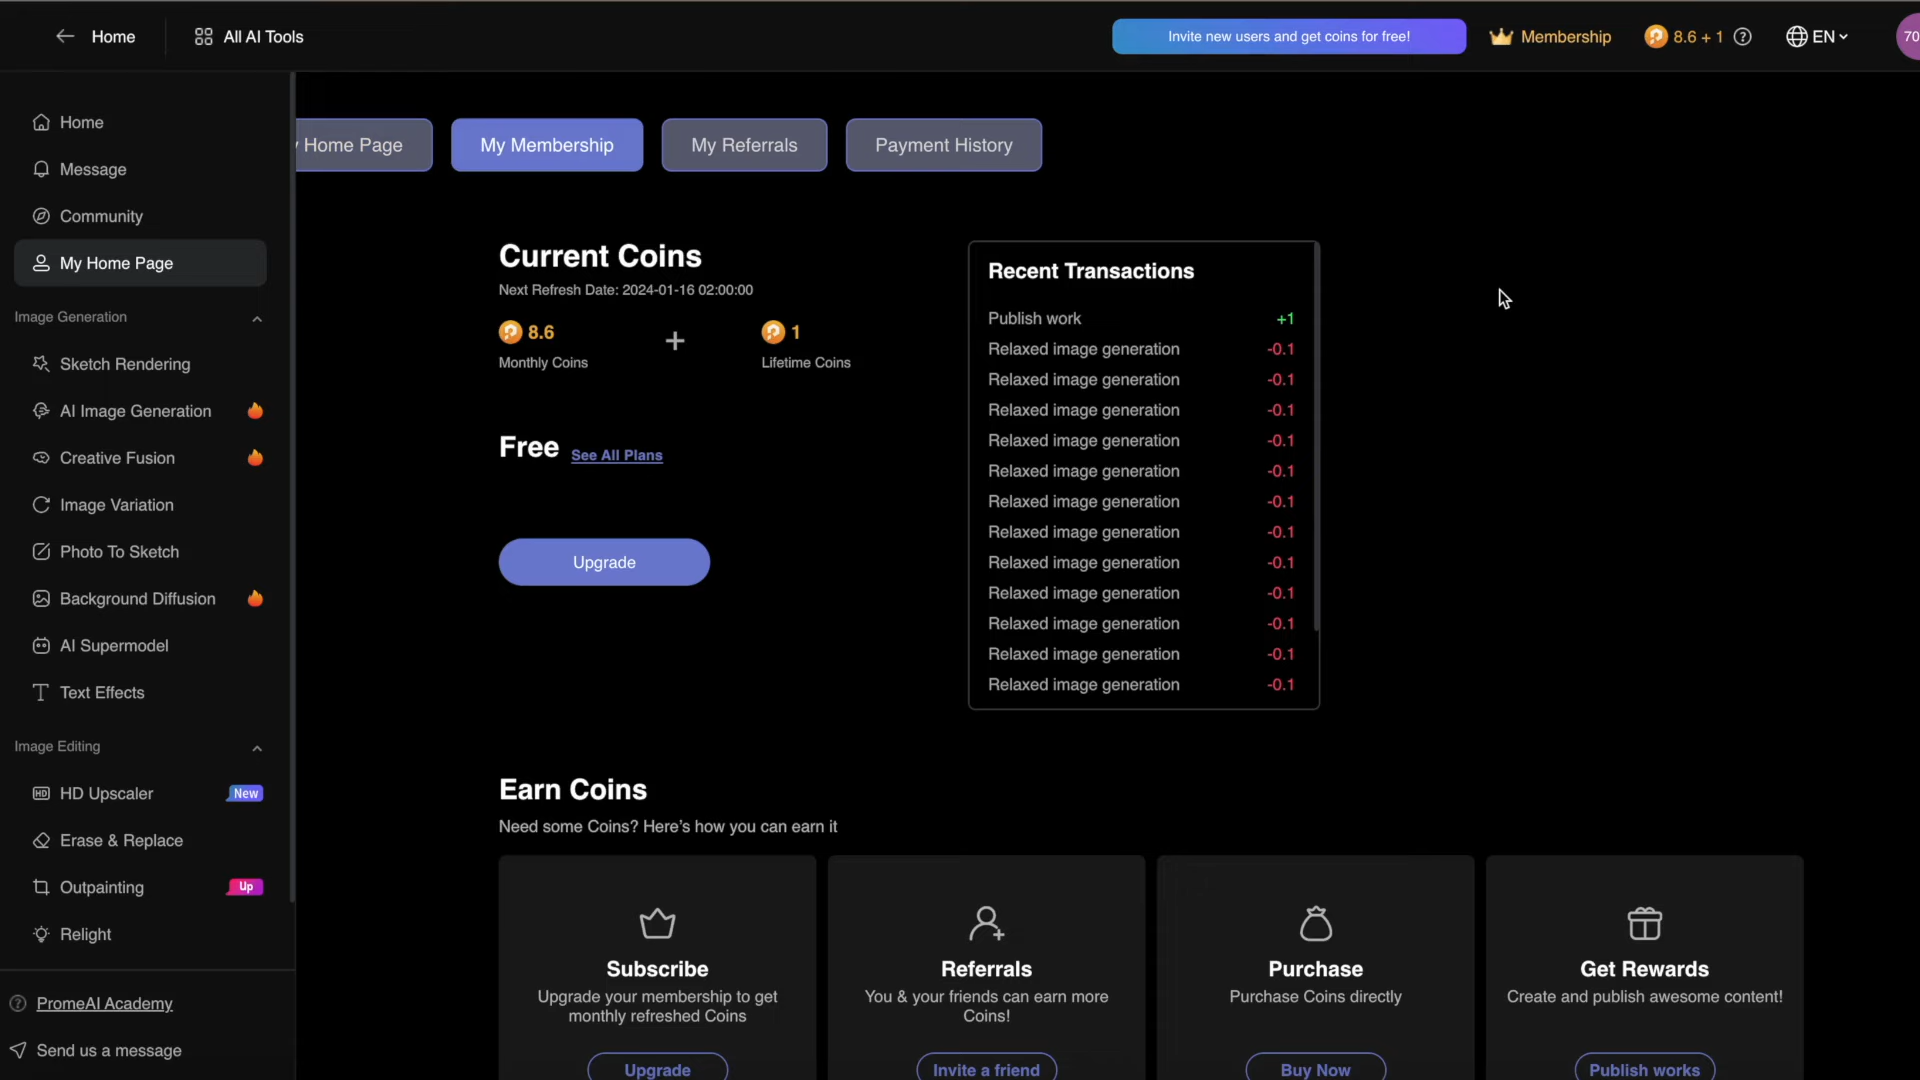 Home
All AI Tools
Invite new users and get coins for free!
Membership
8.6 + 1
EN
70
Home
Message
Community
My Home Page
Image Generation
Sketch Rendering
AI Image Generation
Creative Fusion
Image Variation
Photo To Sketch
Background Diffusion
AI Supermodel
Text Effects
Image Editing
HD Upscaler
New
Erase & Replace
Outpainting
Up
Relight
PromeAI Academy
Send us a message
Home Page
My Membership
My Referrals
Payment History
Current Coins
Next Refresh Date: 2024-01-16 02:00:00
8.6
+
1
Monthly Coins
Lifetime Coins
Free See All Plans
Upgrade
Recent Transactions
Publish work +1
Relaxed image generation -0.1
Relaxed image generation -0.1
Relaxed image generation -0.1
Relaxed image generation -0.1
Relaxed image generation -0.1
Relaxed image generation -0.1
Relaxed image generation -0.1
Relaxed image generation -0.1
Relaxed image generation -0.1
Relaxed image generation -0.1
Relaxed image generation -0.1
Relaxed image generation -0.1
Earn Coins
Need some Coins? Here's how you can earn it
Subscribe
Upgrade your membership to get
monthly refreshed Coins
Upgrade
Referrals
You & your friends can earn more
Coins!
Invite a friend
Purchase
Purchase Coins directly
Buy Now
Get Rewards
Create and publish awesome content!
Publish works